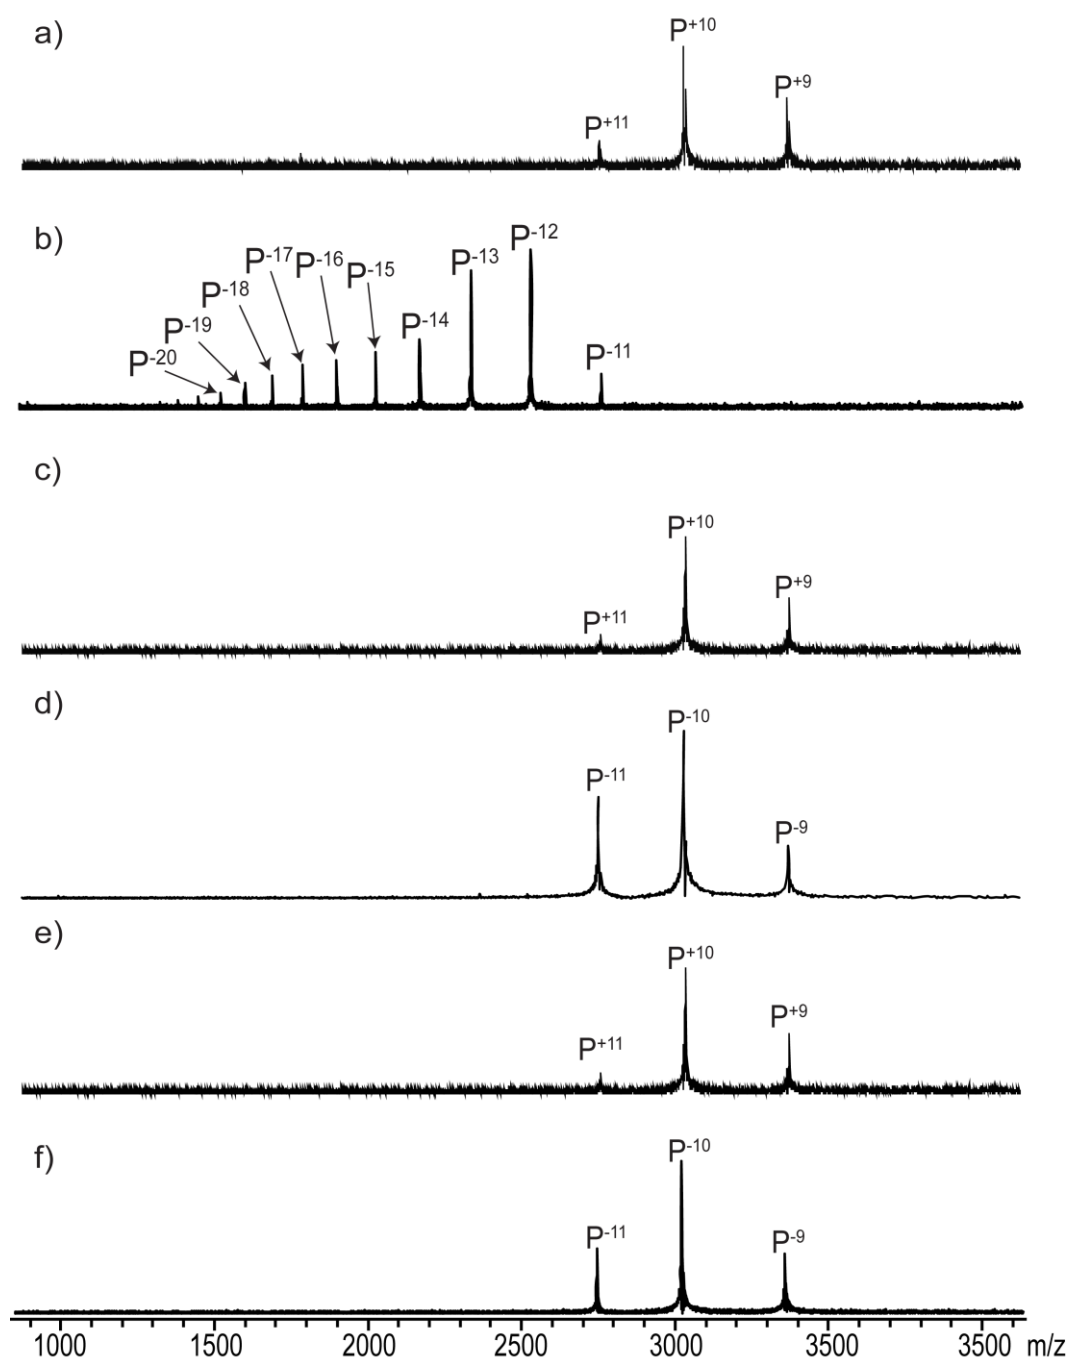 a)
P+11
P+10
P+9
b)
P-20
P-19
P-18
P-17
P-16
P-15
P-14
P-13
P-12
P-11
c)
P+11
P+10
P+9
d)
P-11
P-10
P-9
e)
P+11
P+10
P+9
f)
P-11
P-10
P-9
1000 1500 2000 2500 3000 3500 3500 m/z